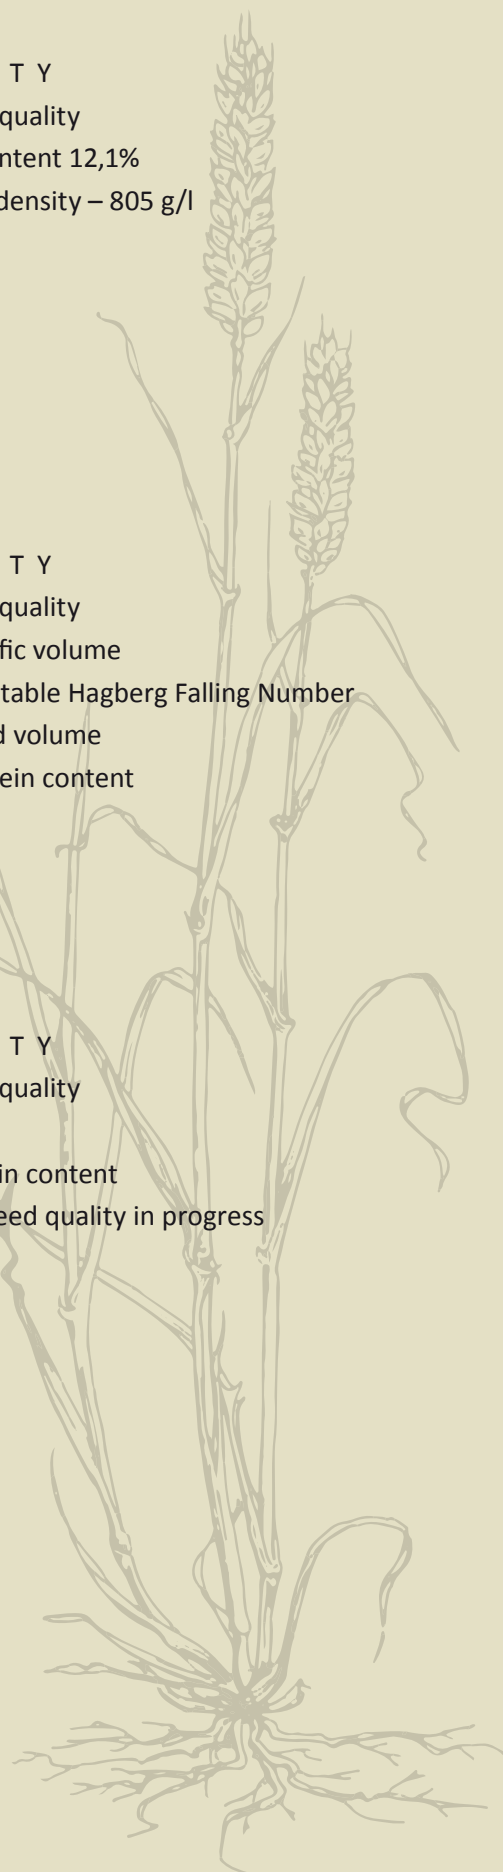 T Y
quality
ntent 12,1%
density – 805 g/l
T Y
quality
fic volume
table Hagberg Falling Number
d volume
ein content
T Y
quality
in content
eed quality in progress